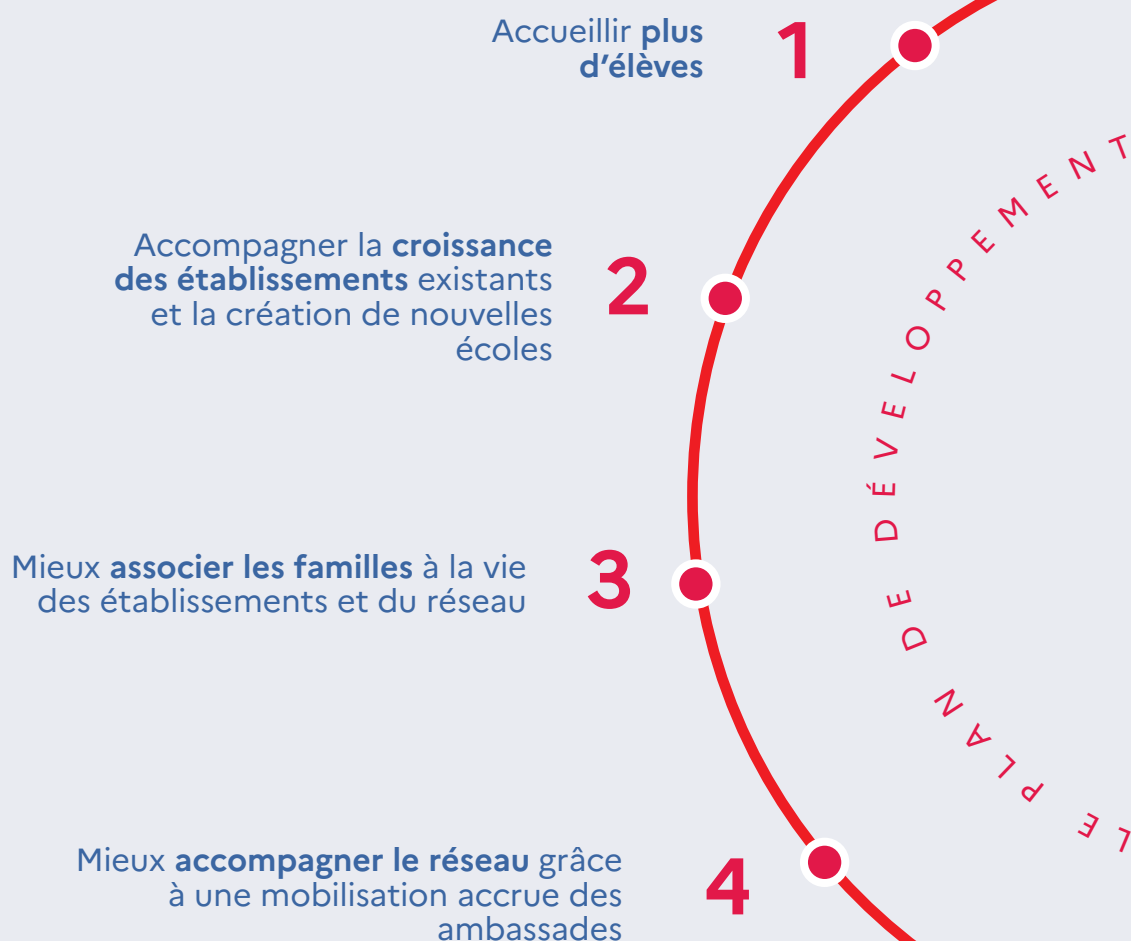 Accueillir plus
d’élèves
1
Accompagner la croissance
des établissements existants
et la création de nouvelles
écoles
2
Mieux associer les familles à la vie
des établissements et du réseau
3
Mieux accompagner le réseau grâce
à une mobilisation accrue des
ambassades
4
LE PLAN DE DÉVELOPPEMENT